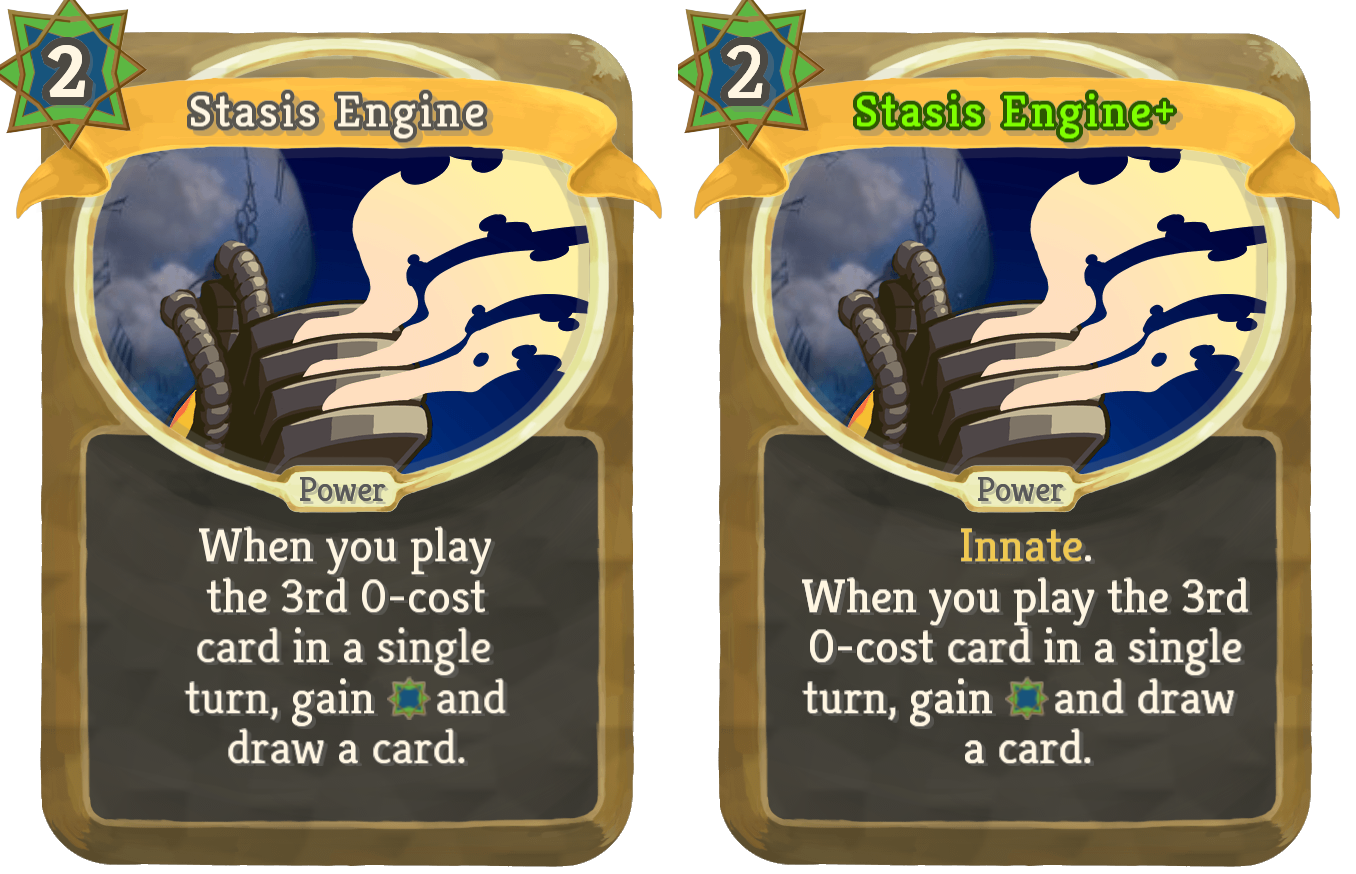 2
Stasis Engine
Power
When you play
the 3rd 0-cost
card in a single
turn, gain and
draw a card.
2
Stasis Engine+
Power
Innate.
When you play the 3rd
0-cost card in a single
turn, gain and draw
a card.